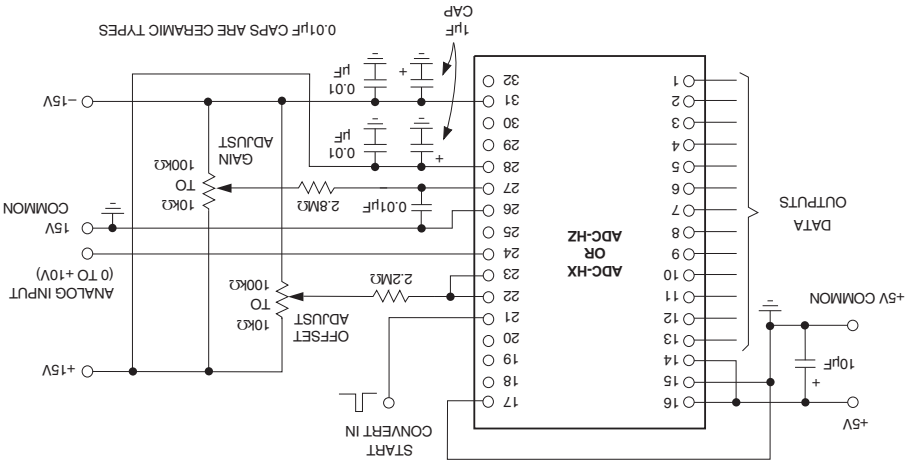 +5V
10µF
+
+5V COMMON
DATA
OUTPUTS
16
15
14
13
12
11
10
9
8
7
6
5
4
3
2
1
ADC-HX
OR
ADC-HZ
17
18
19
20
21
22
23
24
25
26
27
28
29
30
31
32
START
CONVERT IN
+15V
OFFSET
ADJUST
10kΩ
TO
100kΩ
2.2MΩ
ANALOG INPUT
(0 TO +10V)
15V
COMMON
0.01µF
2.8MΩ
10kΩ
TO
100kΩ
GAIN
ADJUST
–
+
0.01
µF
–15V
+
0.01
µF
1µF
CAP
0.01µF CAPS ARE CERAMIC TYPES